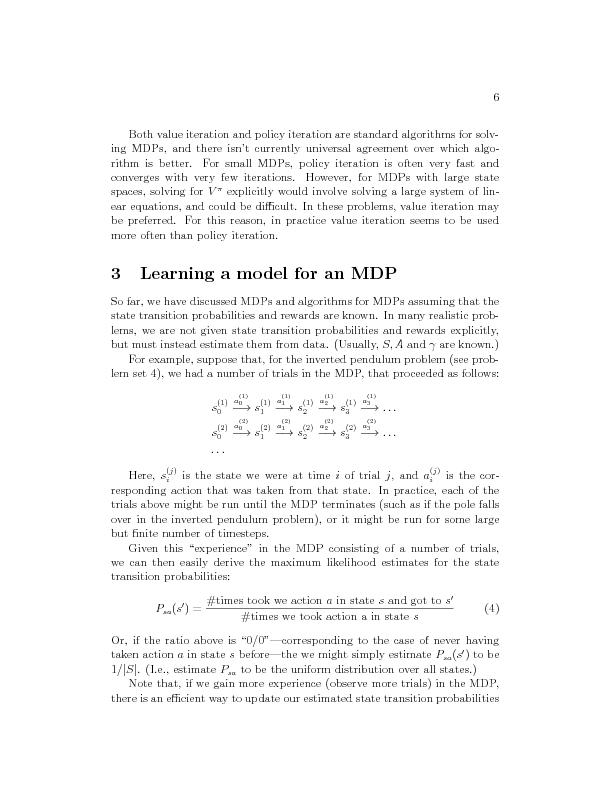 6
Both value iteration and policy iteration are standard algorithms for solv-
ing MDPs, and there isn't currently universal agreement over which algo-
rithm is better. For small MDPs, policy iteration is often very fast and
converges with very few iterations. However, for MDPs with large state
spaces, solving for V^π explicitly would involve solving a large system of lin-
ear equations, and could be difficult. In these problems, value iteration may
be preferred. For this reason, in practice value iteration seems to be used
more often than policy iteration.
3 Learning a model for an MDP
So far, we have discussed MDPs and algorithms for MDPs assuming that the
state transition probabilities and rewards are known. In many realistic prob-
lems, we are not given state transition probabilities and rewards explicitly,
but must instead estimate them from data. (Usually, S, A and γ are known.)
For example, suppose that, for the inverted pendulum problem (see prob-
lem set 4), we had a number of trials in the MDP, that proceeded as follows:
s_0^{(1)} \xrightarrow{a_0^{(1)}} s_1^{(1)} \xrightarrow{a_1^{(1)}} s_2^{(1)} \xrightarrow{a_2^{(1)}} s_3^{(1)} \xrightarrow{a_3^{(1)}} ...
s_0^{(2)} \xrightarrow{a_0^{(2)}} s_1^{(2)} \xrightarrow{a_1^{(2)}} s_2^{(2)} \xrightarrow{a_2^{(2)}} s_3^{(2)} \xrightarrow{a_3^{(2)}} ...
...
Here, s_i^{(j)} is the state we were at time i of trial j, and a_i^{(j)} is the cor-
responding action that was taken from that state. In practice, each of the
trials above might be run until the MDP terminates (such as if the pole falls
over in the inverted pendulum problem), or it might be run for some large
but finite number of timesteps.
Given this “experience” in the MDP consisting of a number of trials,
we can then easily derive the maximum likelihood estimates for the state
transition probabilities:
P_{sa}(s′) = \frac{#times took we action a in state s and got to s′}{#times we took action a in state s} (4)
Or, if the ratio above is “0/0”—corresponding to the case of never having
taken action a in state s before—the we might simply estimate P_{sa}(s′) to be
1/|S|. (I.e., estimate P_{sa} to be the uniform distribution over all states.)
Note that, if we gain more experience (observe more trials) in the MDP,
there is an efficient way to update our estimated state transition probabilities